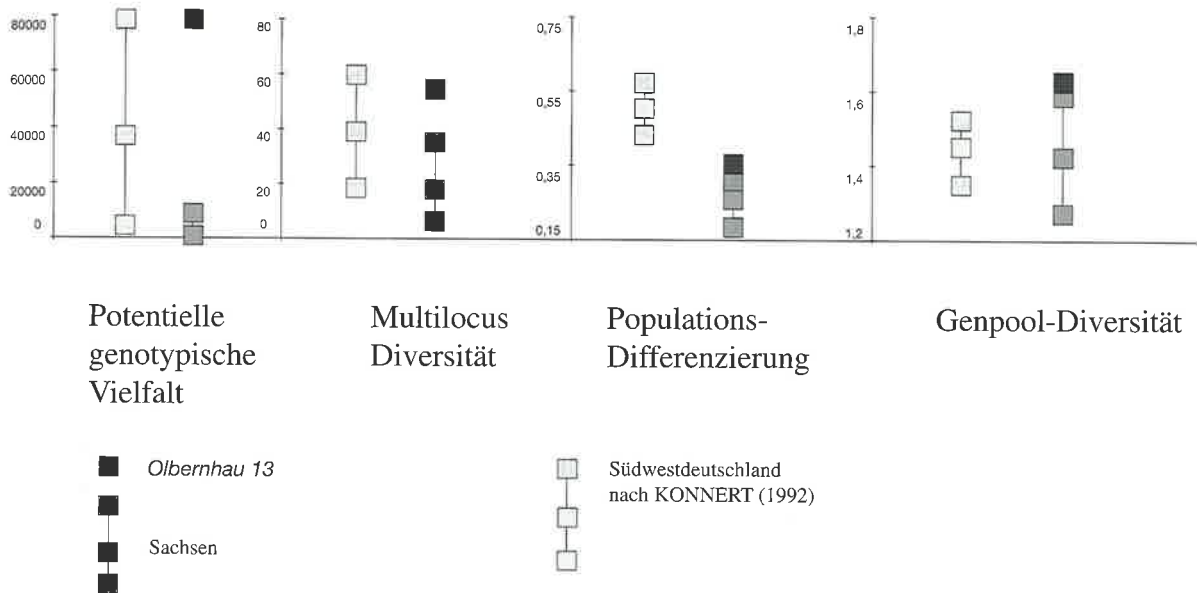 80000
60000
40000
20000
0
80
60
40
20
0
0,75
0,55
0,35
0,15
1,8
1,6
1,4
1,2
Potentielle
genotypische
Vielfalt
Multilocus
Diversität
Populations-
Differenzierung
Genpool-Diversität
Olbernhau 13
Sachsen
Südwestdeutschland
nach KONNERT (1992)